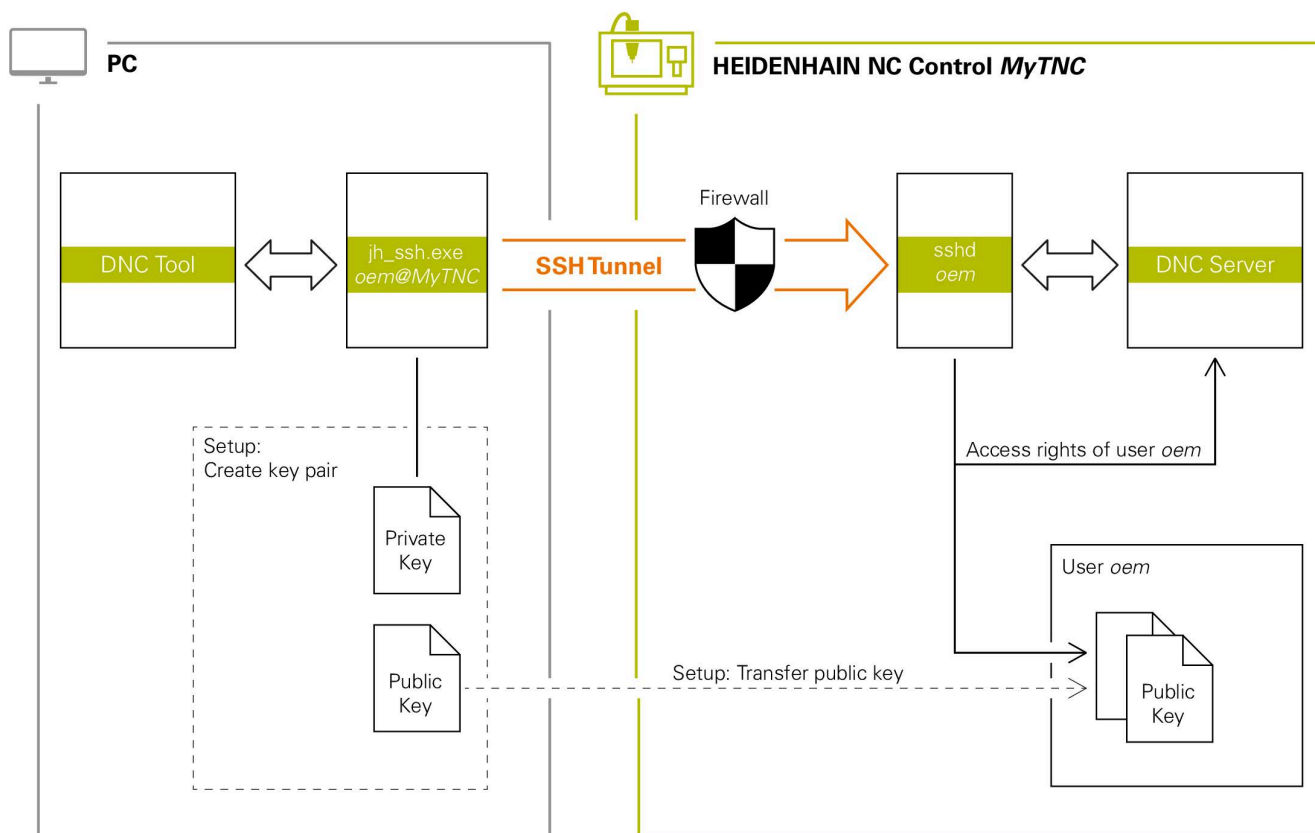 PC
HEIDENHAIN NC Control MyTNC
Firewall
DNC Tool
jh_ssh.exe
oem@MyTNC
SSH Tunnel
sshd
oem
DNC Server
Setup:
Create key pair
Access rights of user oem
Private
Key
User oem
Public
Key
Setup: Transfer public key
Public
Key